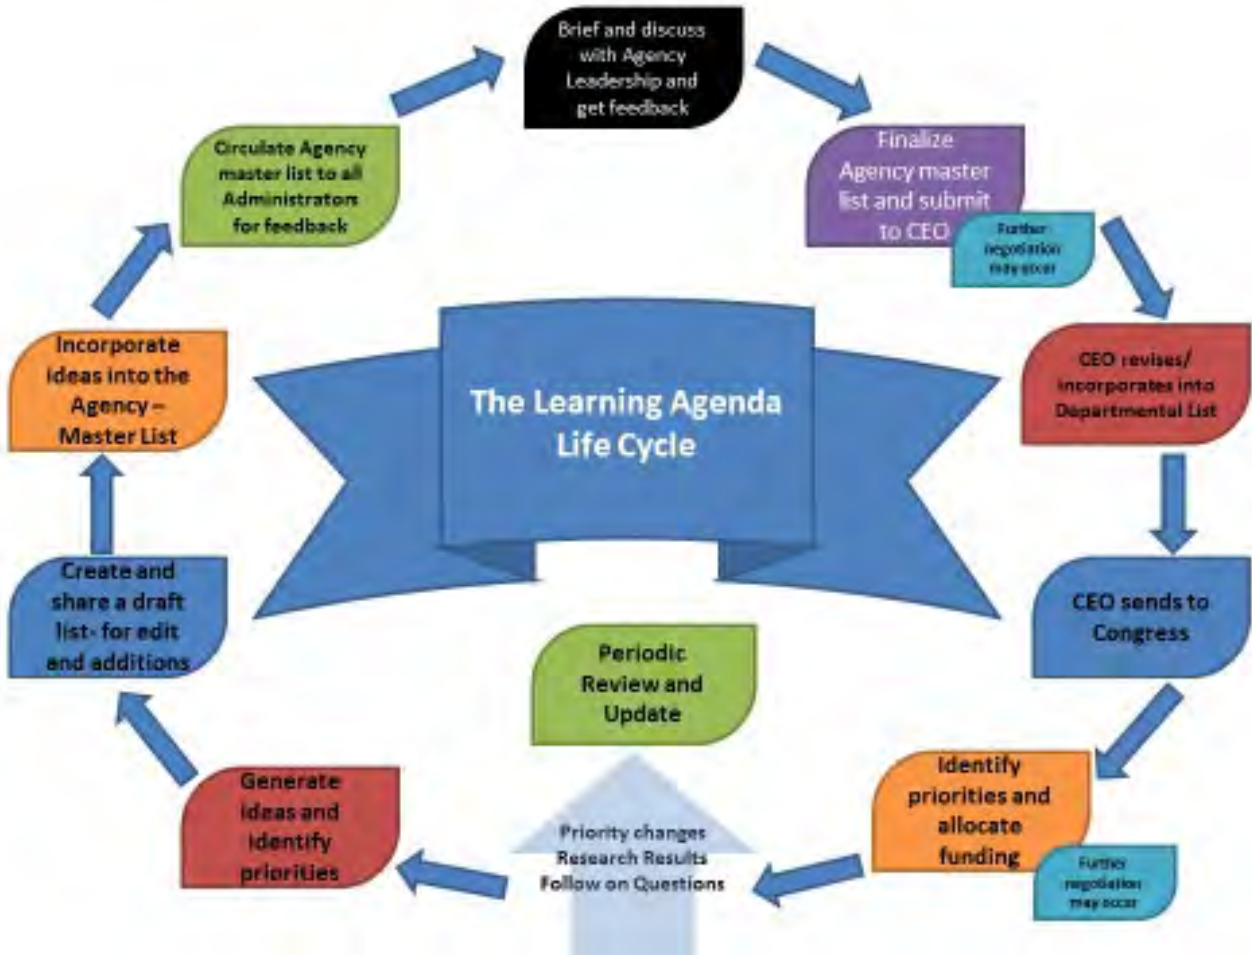 Brief and discuss
with Agency
Leadership and
get feedback
Finalize
Agency master
list and submit
to CEO
Further
negotiation
may occur
CEO revises/
incorporates into
Departmental List
CEO sends to
Congress
Identify
priorities and
allocate
funding
Further
negotiation
may occur
Priority changes
Research Results
Follow on Questions
Generate
ideas and
identify
priorities
Create and
share a draft
list- for edit
and additions
Incorporate
ideas into the
Agency –
Master List
Circulate Agency
master list to all
Administrators
for feedback
The Learning Agenda
Life Cycle
Periodic
Review and
Update